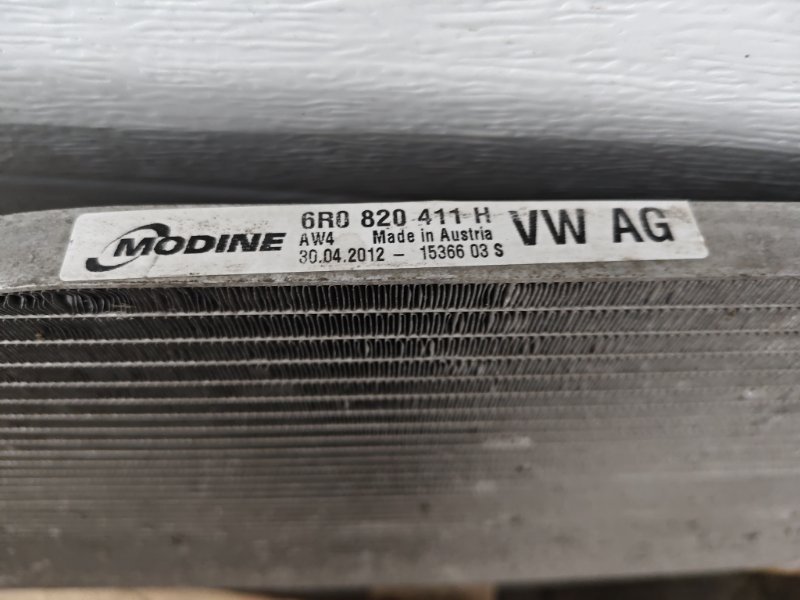 MODINE
6R0 820 411 H
AW4 Made in Austria
30.04.2012 – 15366 03 S
VW AG